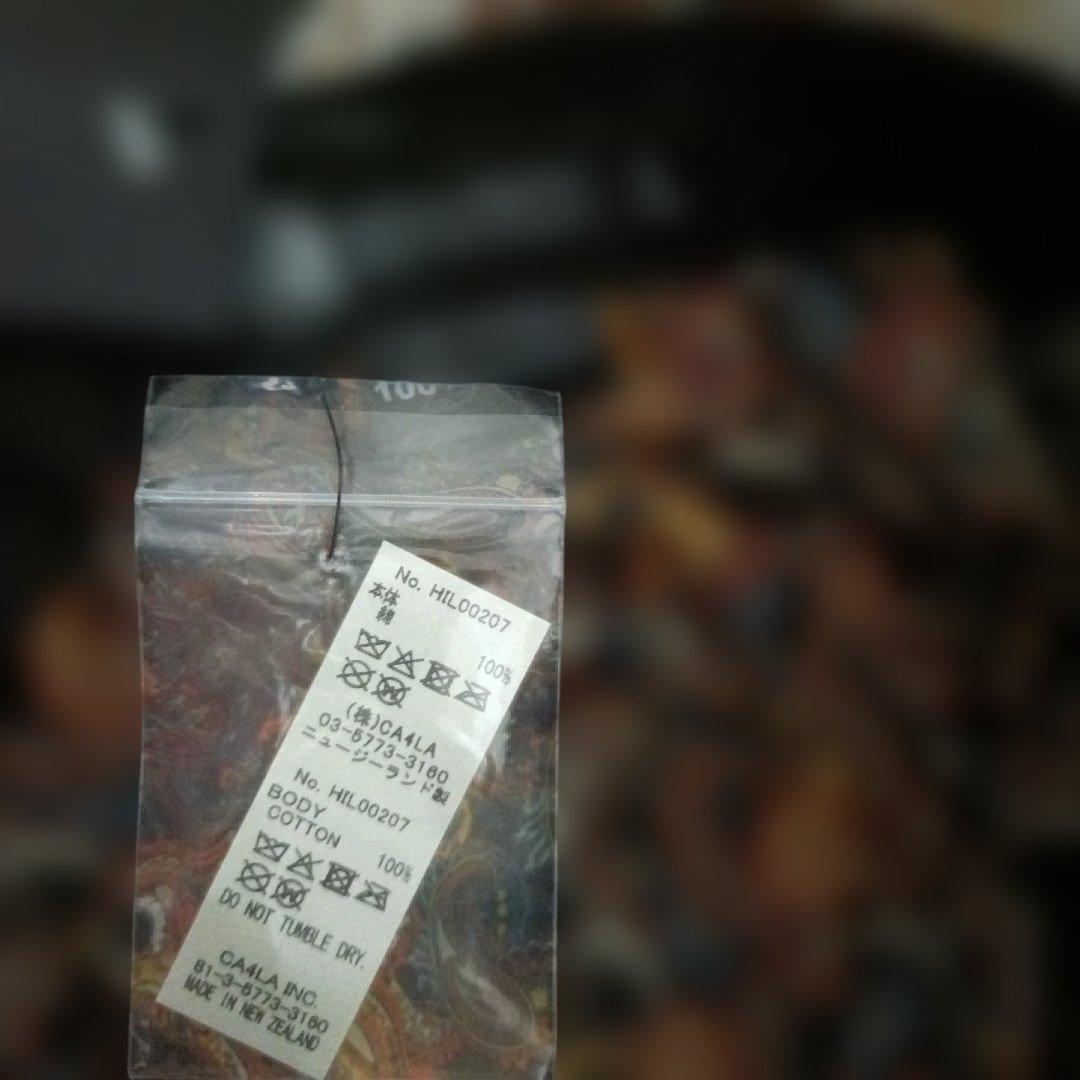 100
No. HIL00207
本体
綿 100%
(株)CA4LA
03-5773-3160
ニュージーランド製
No. HIL00207
BODY
COTTON 100%
DO NOT TUMBLE DRY.
CA4LA INC.
81-3-5773-3160
MADE IN NEW ZEALAND